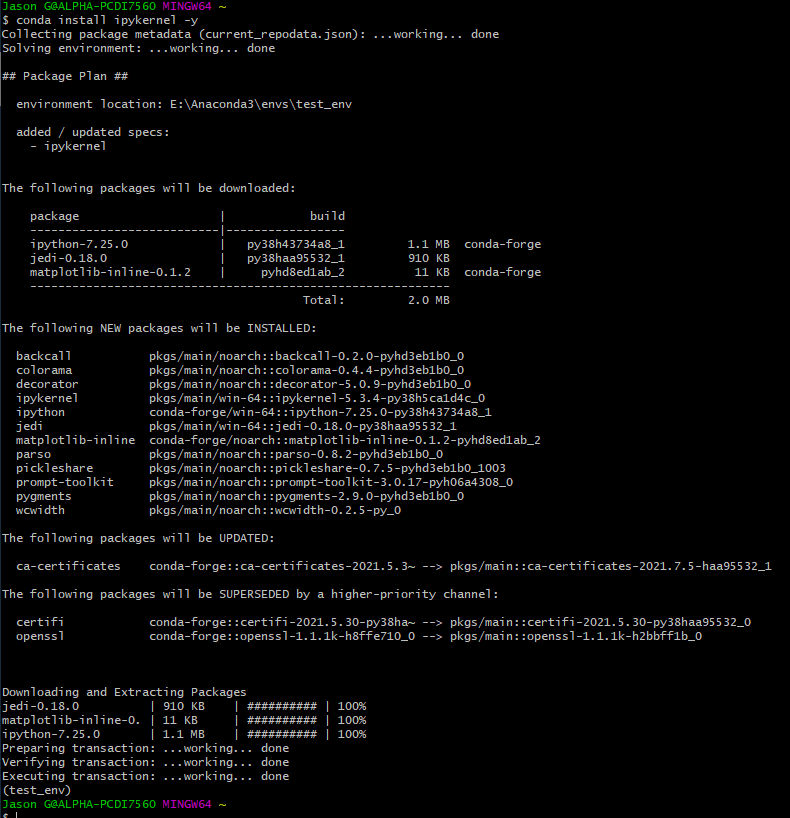 Jason G@ALPHA-PCDI7560 MINGW64 ~
$ conda install ipykernel -y
Collecting package metadata (current_repodata.json): ...working... done
Solving environment: ...working... done

## Package Plan ##

  environment location: E:\Anaconda3\envs\test_env

  added / updated specs:
    - ipykernel


The following packages will be downloaded:

    package                    |            build
    ---------------------------|-----------------
    ipython-7.25.0             |   py38h43734a8_1         1.1 MB  conda-forge
    jedi-0.18.0                |   py38haa95532_1         910 KB
    matplotlib-inline-0.1.2    |     pyhd8ed1ab_2          11 KB  conda-forge
    ------------------------------------------------------------
                                           Total:         2.0 MB

The following NEW packages will be INSTALLED:

  backcall           pkgs/main/noarch::backcall-0.2.0-pyhd3eb1b0_0
  colorama           pkgs/main/noarch::colorama-0.4.4-pyhd3eb1b0_0
  decorator          pkgs/main/noarch::decorator-5.0.9-pyhd3eb1b0_0
  ipykernel          pkgs/main/win-64::ipykernel-5.3.4-py38h5ca1d4c_0
  ipython            conda-forge/win-64::ipython-7.25.0-py38h43734a8_1
  jedi               pkgs/main/win-64::jedi-0.18.0-py38haa95532_1
  matplotlib-inline  conda-forge/noarch::matplotlib-inline-0.1.2-pyhd8ed1ab_2
  parso              pkgs/main/noarch::parso-0.8.2-pyhd3eb1b0_0
  pickleshare        pkgs/main/noarch::pickleshare-0.7.5-pyhd3eb1b0_1003
  prompt-toolkit     pkgs/main/noarch::prompt-toolkit-3.0.17-pyh06a4308_0
  pygments           pkgs/main/noarch::pygments-2.9.0-pyhd3eb1b0_0
  wcwidth            pkgs/main/noarch::wcwidth-0.2.5-py_0

The following packages will be UPDATED:

  ca-certificates    conda-forge::ca-certificates-2021.5.3~ --> pkgs/main::ca-certificates-2021.7.5-haa95532_1

The following packages will be SUPERSEDED by a higher-priority channel:

  certifi            conda-forge::certifi-2021.5.30-py38ha~ --> pkgs/main::certifi-2021.5.30-py38haa95532_0
  openssl            conda-forge::openssl-1.1.1k-h8ffe710_0 --> pkgs/main::openssl-1.1.1k-h2bbff1b_0



Downloading and Extracting Packages
jedi-0.18.0          | 910 KB    | ########## | 100%
matplotlib-inline-0. | 11 KB     | ########## | 100%
ipython-7.25.0       | 1.1 MB    | ########## | 100%
Preparing transaction: ...working... done
Verifying transaction: ...working... done
Executing transaction: ...working... done
(test_env)
Jason G@ALPHA-PCDI7560 MINGW64 ~
$